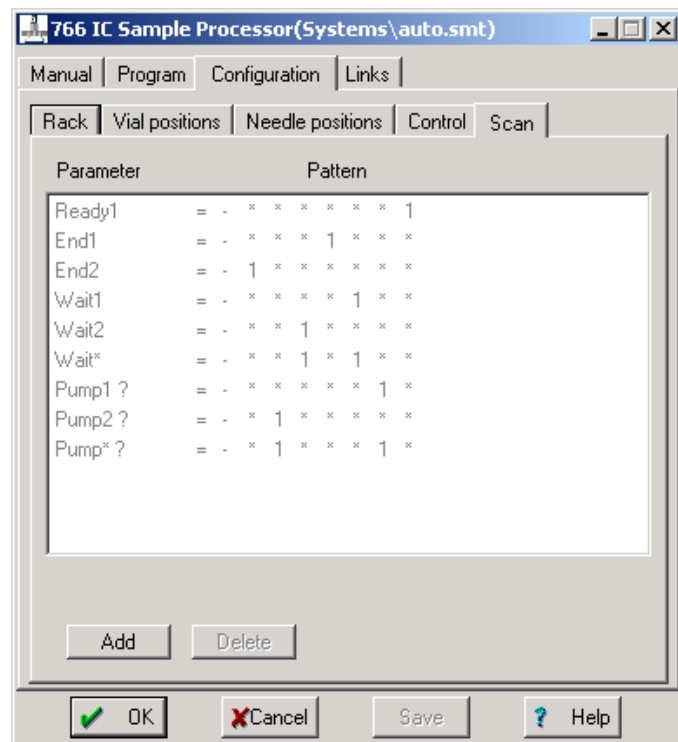 766 IC Sample Processor(Systems\auto.smt)
Manual Program Configuration Links
Rack Vial positions Needle positions Control Scan
Parameter Pattern
Ready1 = - * * * * * * 1
End1 = - * * * 1 * * *
End2 = - 1 * * * * * *
Wait1 = - * * * * 1 * *
Wait2 = - * * 1 * * * *
Wait* = - * * 1 * 1 * *
Pump1 ? = - * * * * * 1 *
Pump2 ? = - * 1 * * * * *
Pump* ? = - * 1 * * * 1 *
Add Delete
OK Cancel Save ? Help